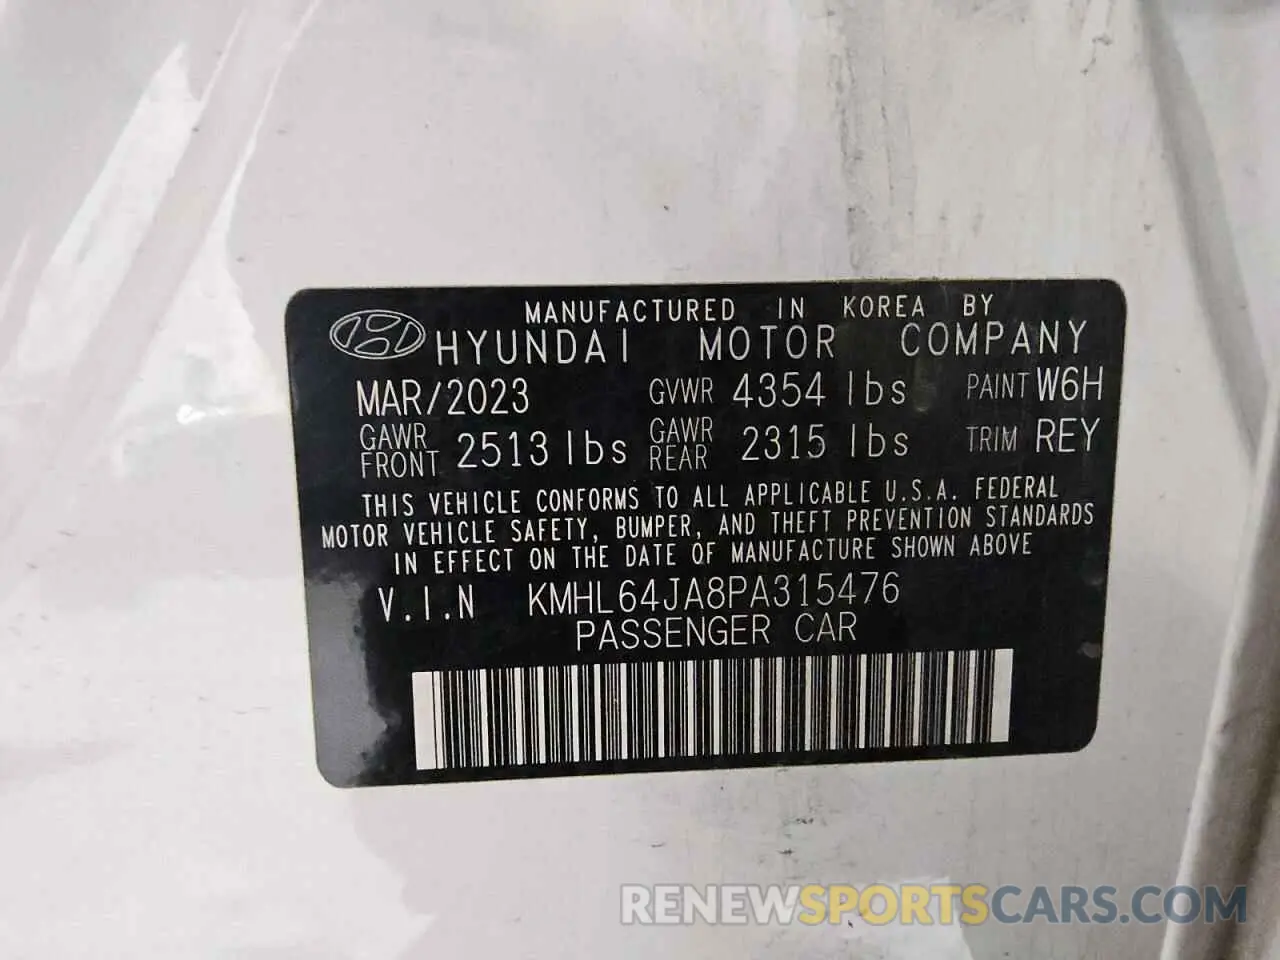 MANUFACTURED IN KOREA BY
HYUNDAI MOTOR COMPANY
MAR/2023 GVWR 4354 lbs PAINT W6H
GAWR FRONT 2513 lbs GAWR REAR 2315 lbs TRIM REY
THIS VEHICLE CONFORMS TO ALL APPLICABLE U.S.A. FEDERAL
MOTOR VEHICLE SAFETY, BUMPER, AND THEFT PREVENTION STANDARDS
IN EFFECT ON THE DATE OF MANUFACTURE SHOWN ABOVE
V.I.N KMHL64JA8PA315476
PASSENGER CAR
RENEWSPORTSCARS.COM